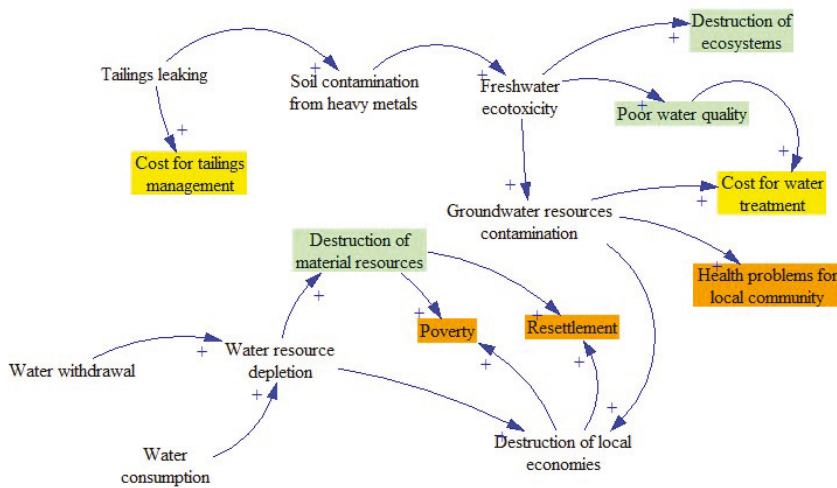 Destruction of
ecosystems
+
Tailings leaking
+
Soil contamination
from heavy metals
+
Freshwater
ecotoxicity
+
Poor water quality
+
Cost for tailings
management
+
+
Cost for water
treatment
+
+
Groundwater resources
contamination
Destruction of
material resources
+
Health problems for
local community
+
+
Poverty
+
Resettlement
+
Water withdrawal
+
Water resource
depletion
+
+
+
+
Destruction of local
economies
+
Water
consumption